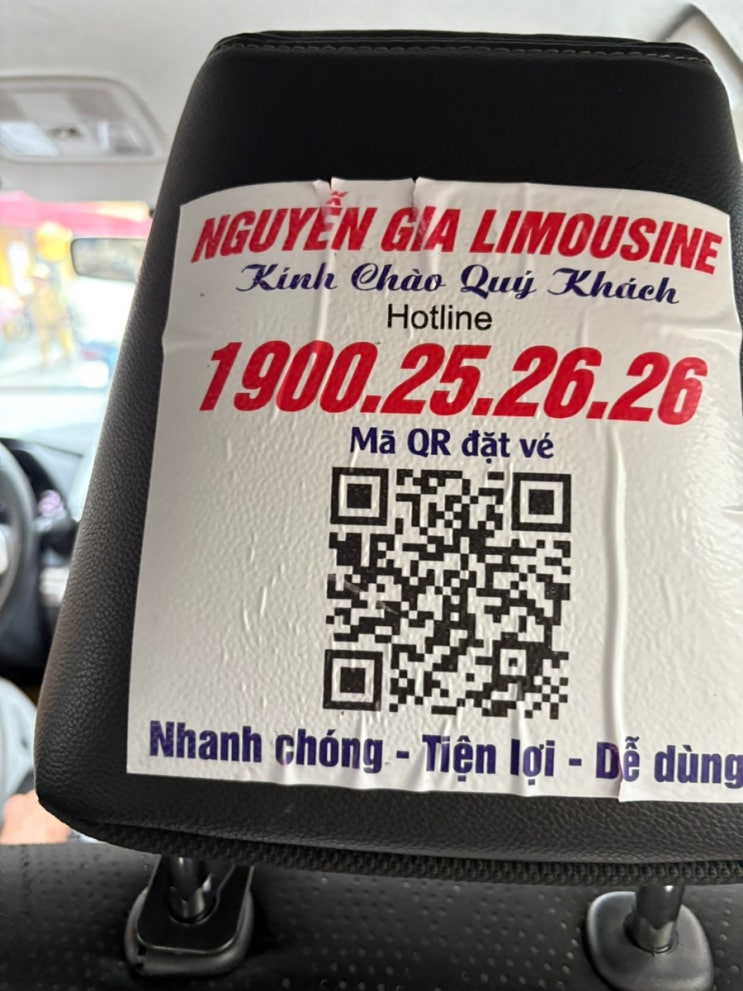 NGUYỄN GIA LIMOUSINE
Kính Chào Quý Khách
Hotline
1900.25.26.26
Mã QR đặt vé
Nhanh chóng - Tiện lợi - Dễ dùng